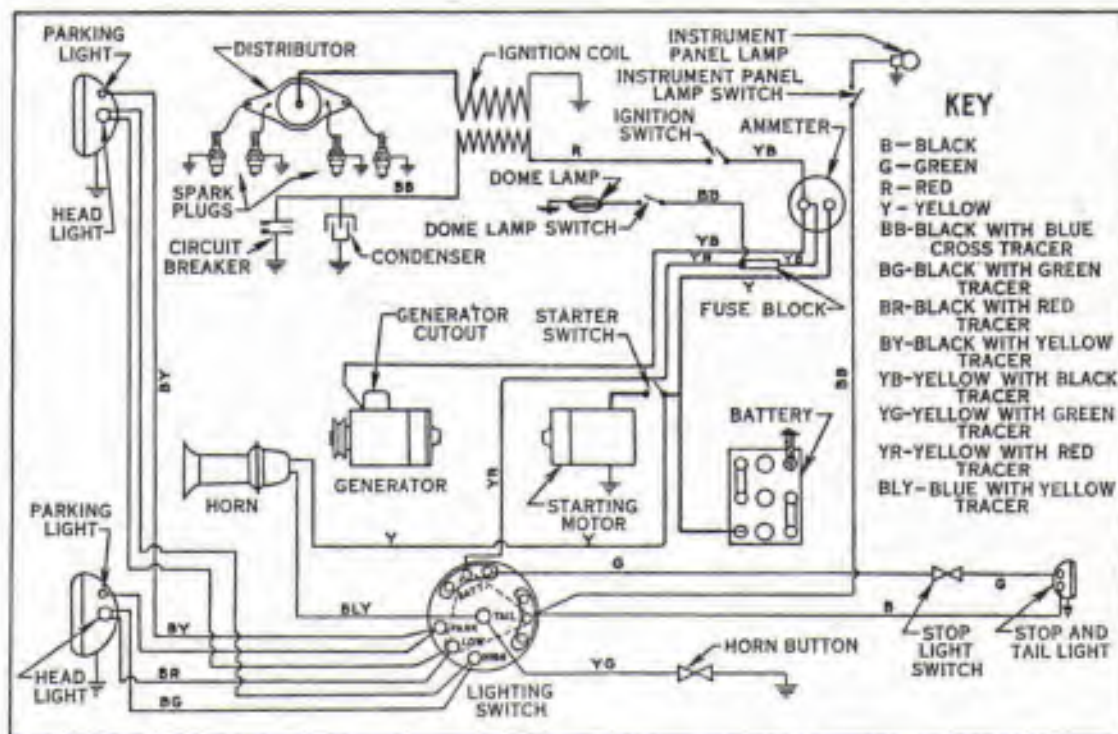 PARKING
LIGHT
DISTRIBUTOR
IGNITION COIL
INSTRUMENT
PANEL LAMP
INSTRUMENT PANEL
LAMP SWITCH
IGNITION
SWITCH
AMMETER
R
YB
HEAD
LIGHT
SPARK
PLUGS
BB
DOME LAMP
BB
DOME LAMP SWITCH
CIRCUIT
BREAKER
CONDENSER
YB
YR
Y
FUSE BLOCK
GENERATOR
CUTOUT
STARTER
SWITCH
BY
BB
BATTERY
HORN
GENERATOR
YR
STARTING
MOTOR
PARKING
LIGHT
Y
Y
G
BATT
TAIL
PARK
LOW
BLY
B
G
BY
BR
BG
HEAD
LIGHT
YG
HORN BUTTON
LIGHTING
SWITCH
STOP
LIGHT
SWITCH
STOP AND
TAIL LIGHT
KEY
B-BLACK
G-GREEN
R-RED
Y-YELLOW
BB-BLACK WITH BLUE
CROSS TRACER
BG-BLACK WITH GREEN
TRACER
BR-BLACK WITH RED
TRACER
BY-BLACK WITH YELLOW
TRACER
YB-YELLOW WITH BLACK
TRACER
YG-YELLOW WITH GREEN
TRACER
YR-YELLOW WITH RED
TRACER
BLY-BLUE WITH YELLOW
TRACER